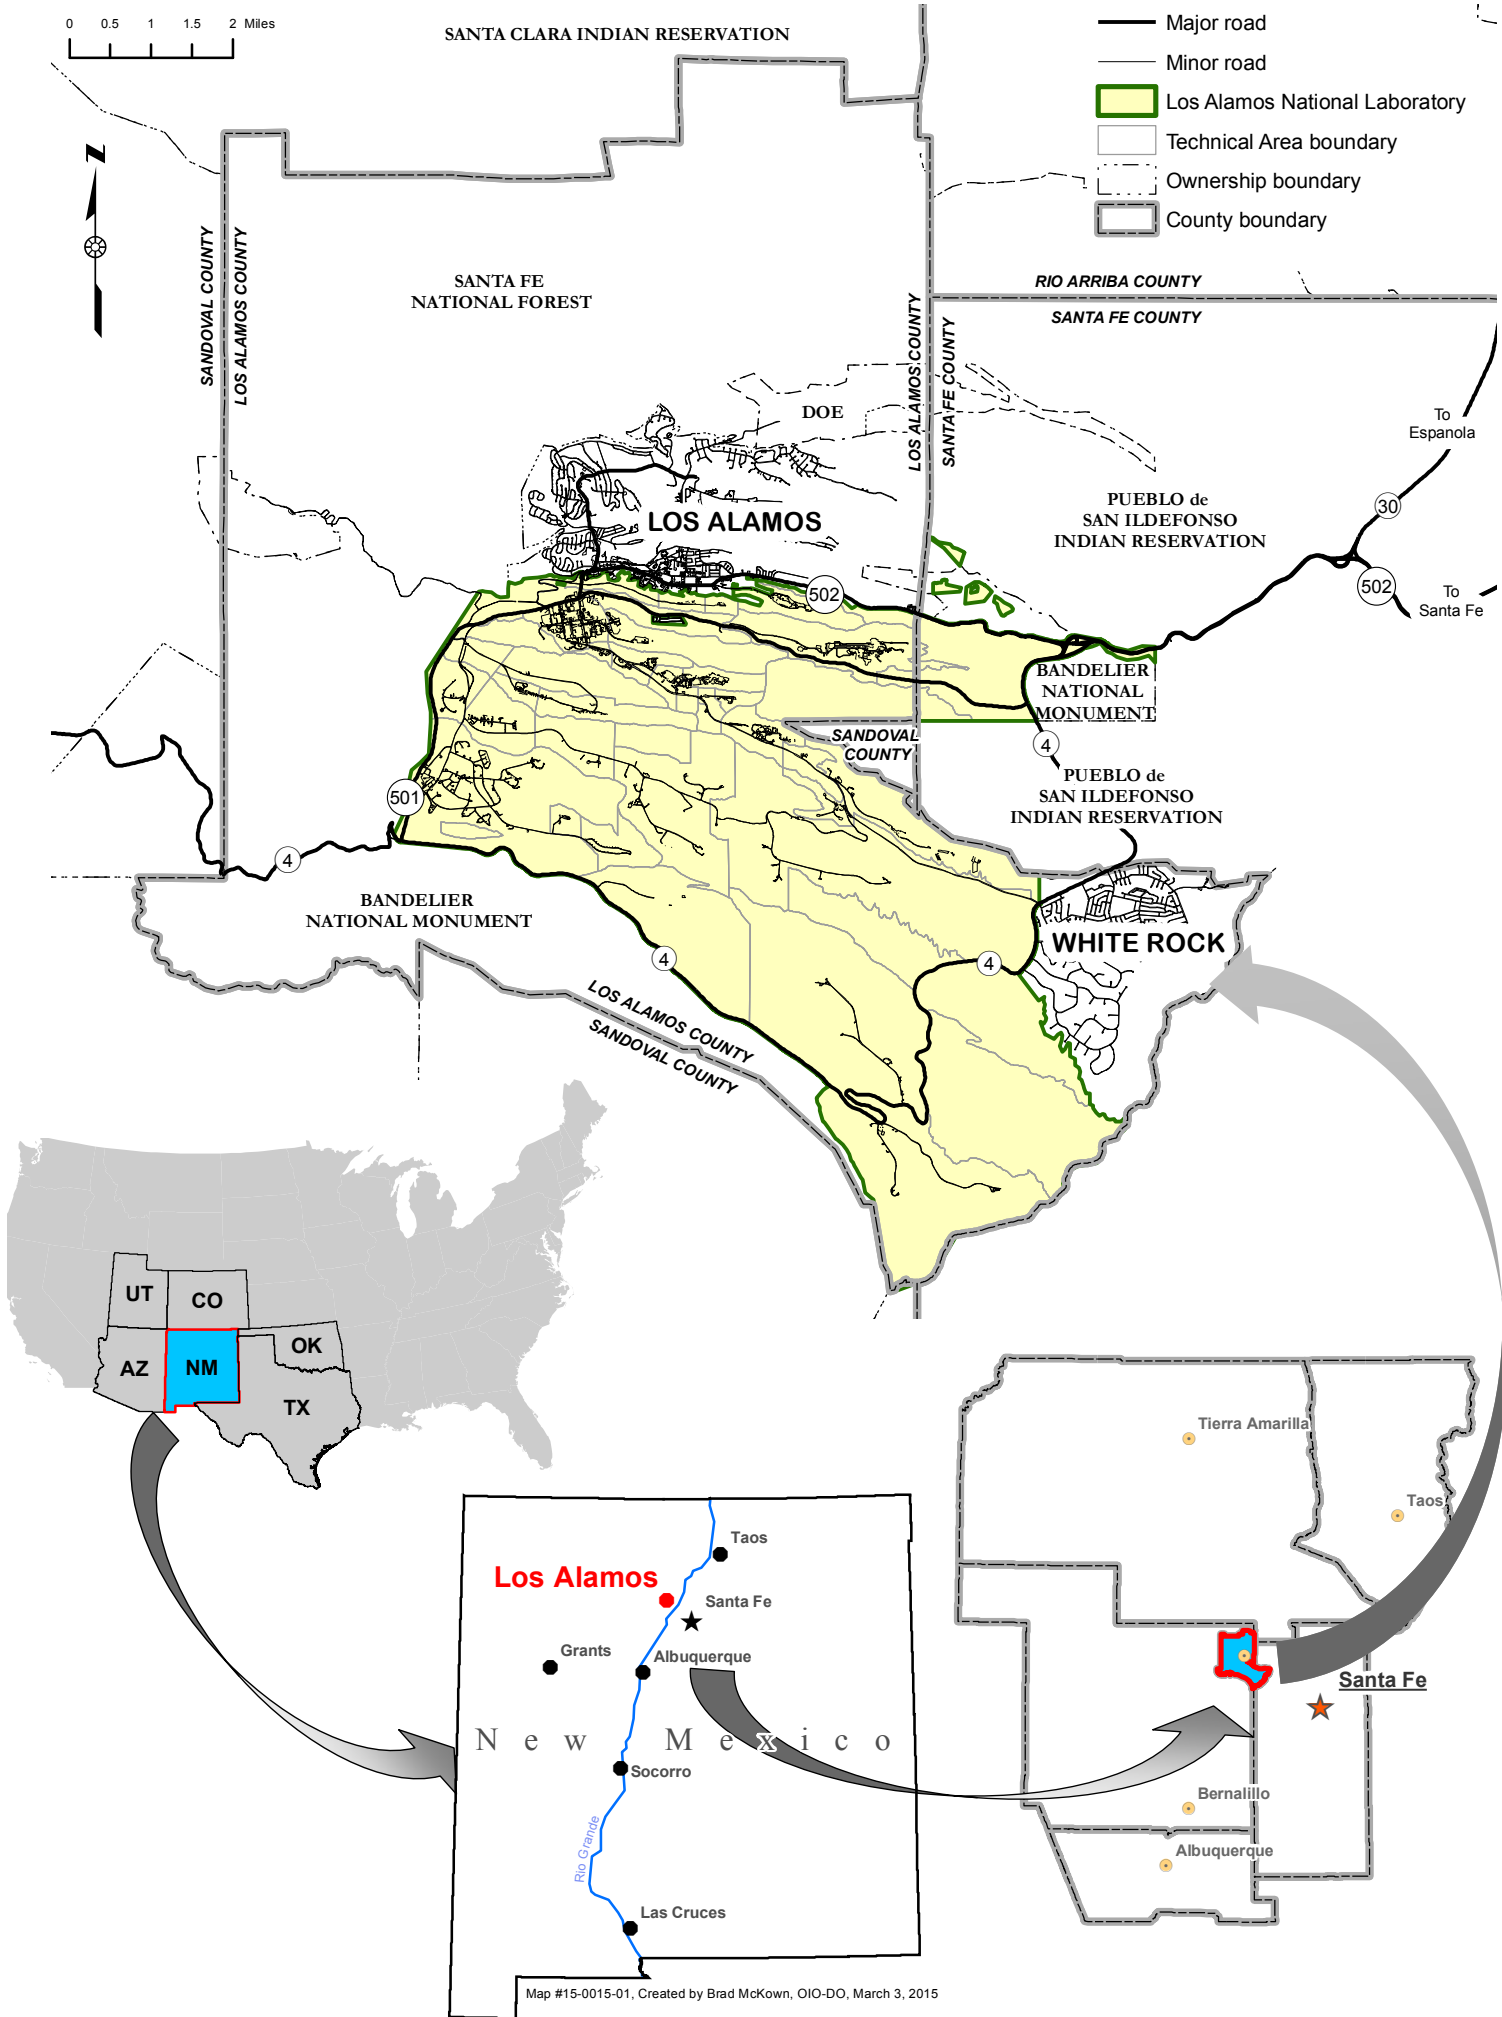 0 0.5 1 1.5 2 Miles
SANTA CLARA INDIAN RESERVATION
Major road
Minor road
Los Alamos National Laboratory
Technical Area boundary
Ownership boundary
County boundary
N
SANDOVAL COUNTY
LOS ALAMOS COUNTY
SANTA FE
NATIONAL FOREST
RIO ARRIBA COUNTY
SANTA FE COUNTY
LOS ALAMOS COUNTY
SANTA FE COUNTY
DOE
To
Espanola
LOS ALAMOS
PUEBLO de
SAN ILDEFONSO
INDIAN RESERVATION
30
502
502
To
Santa Fe
BANDELIER
NATIONAL
MONUMENT
SANDOVAL
COUNTY
4
PUEBLO de
SAN ILDEFONSO
INDIAN RESERVATION
501
4
BANDELIER
NATIONAL MONUMENT
WHITE ROCK
4
4
LOS ALAMOS COUNTY
SANDOVAL COUNTY
UT
CO
AZ
NM
OK
TX
Tierra Amarilla
Taos
Santa Fe
Bernalillo
Albuquerque
Taos
Los Alamos
Santa Fe
Grants
Albuquerque
New Mexico
Socorro
Rio Grande
Las Cruces
Map #15-0015-01, Created by Brad McKown, OIO-DO, March 3, 2015